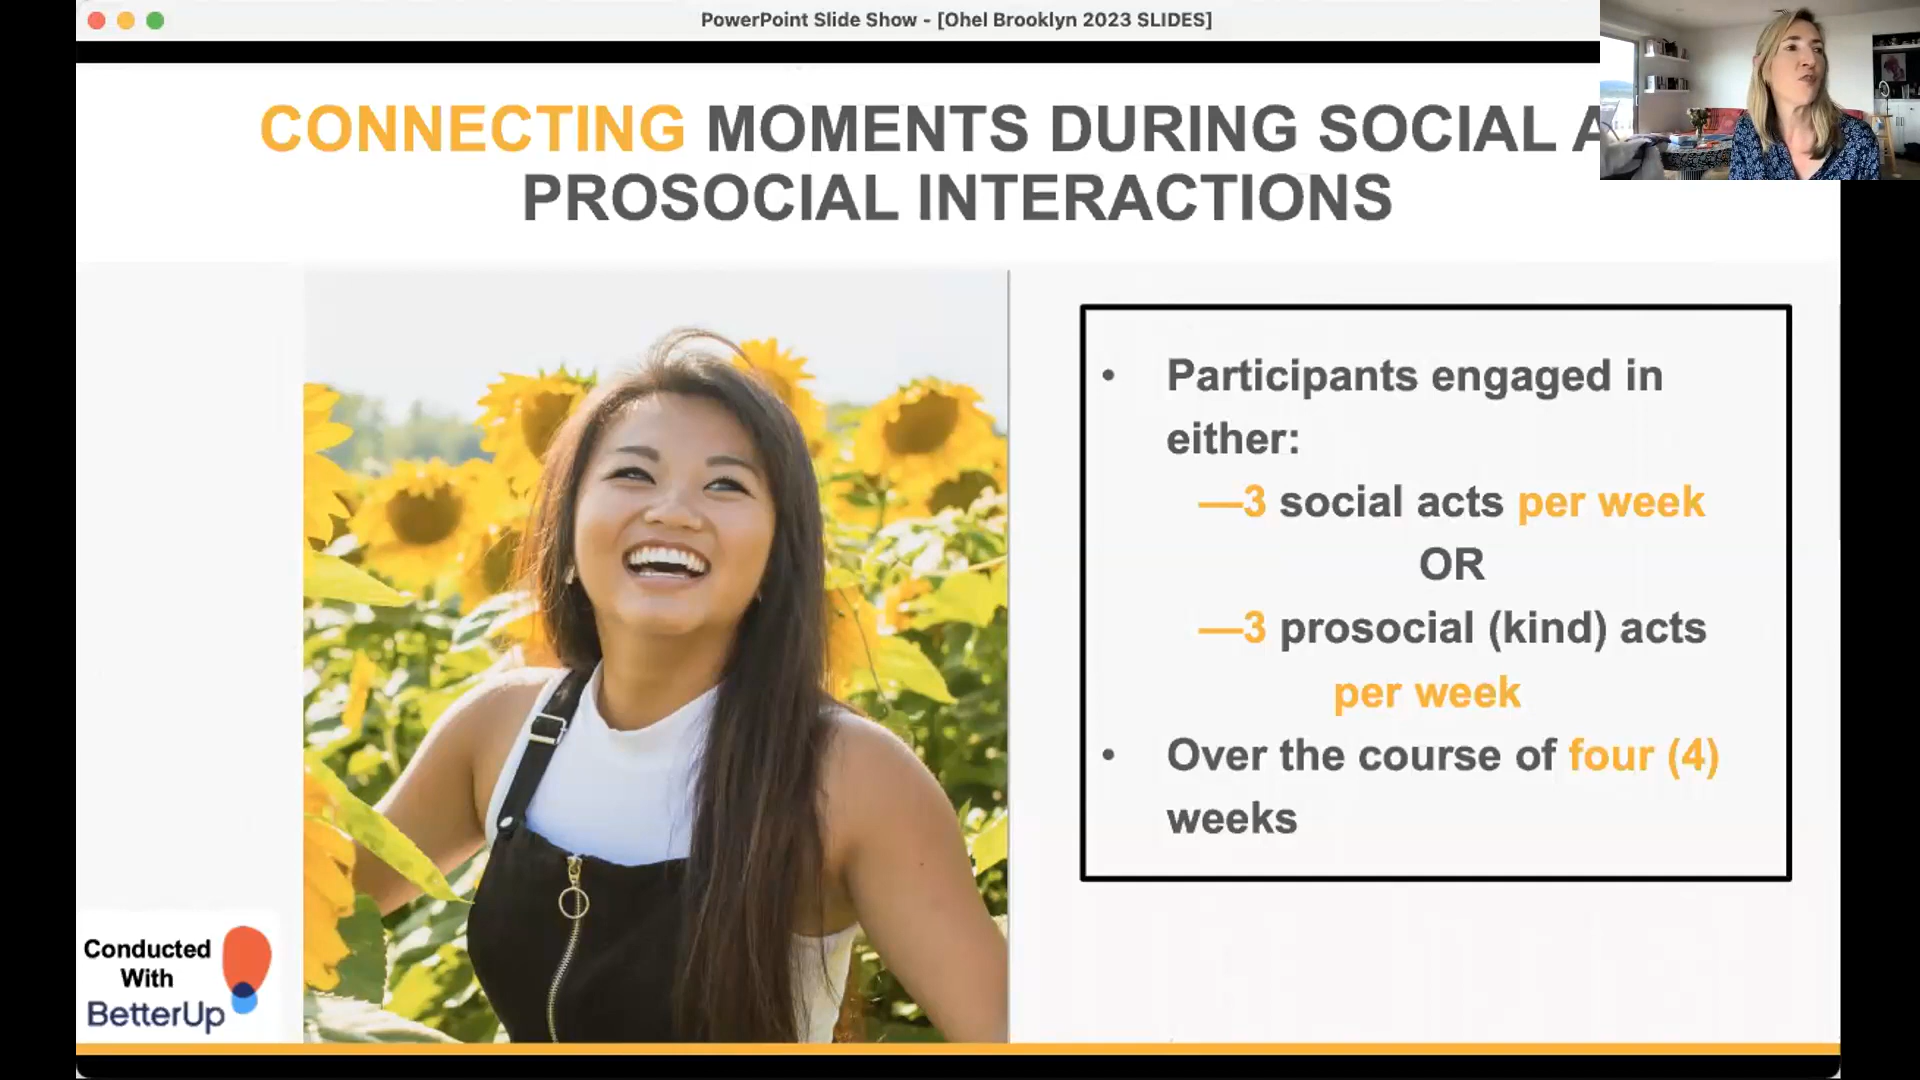 PowerPoint Slide Show - [Ohel Brooklyn 2023 SLIDES]
CONNECTING MOMENTS DURING SOCIAL
PROSOCIAL INTERACTIONS
• Participants engaged in
either:
—3 social acts per week
OR
—3 prosocial (kind) acts
per week
• Over the course of four (4)
weeks
Conducted
With
BetterUp